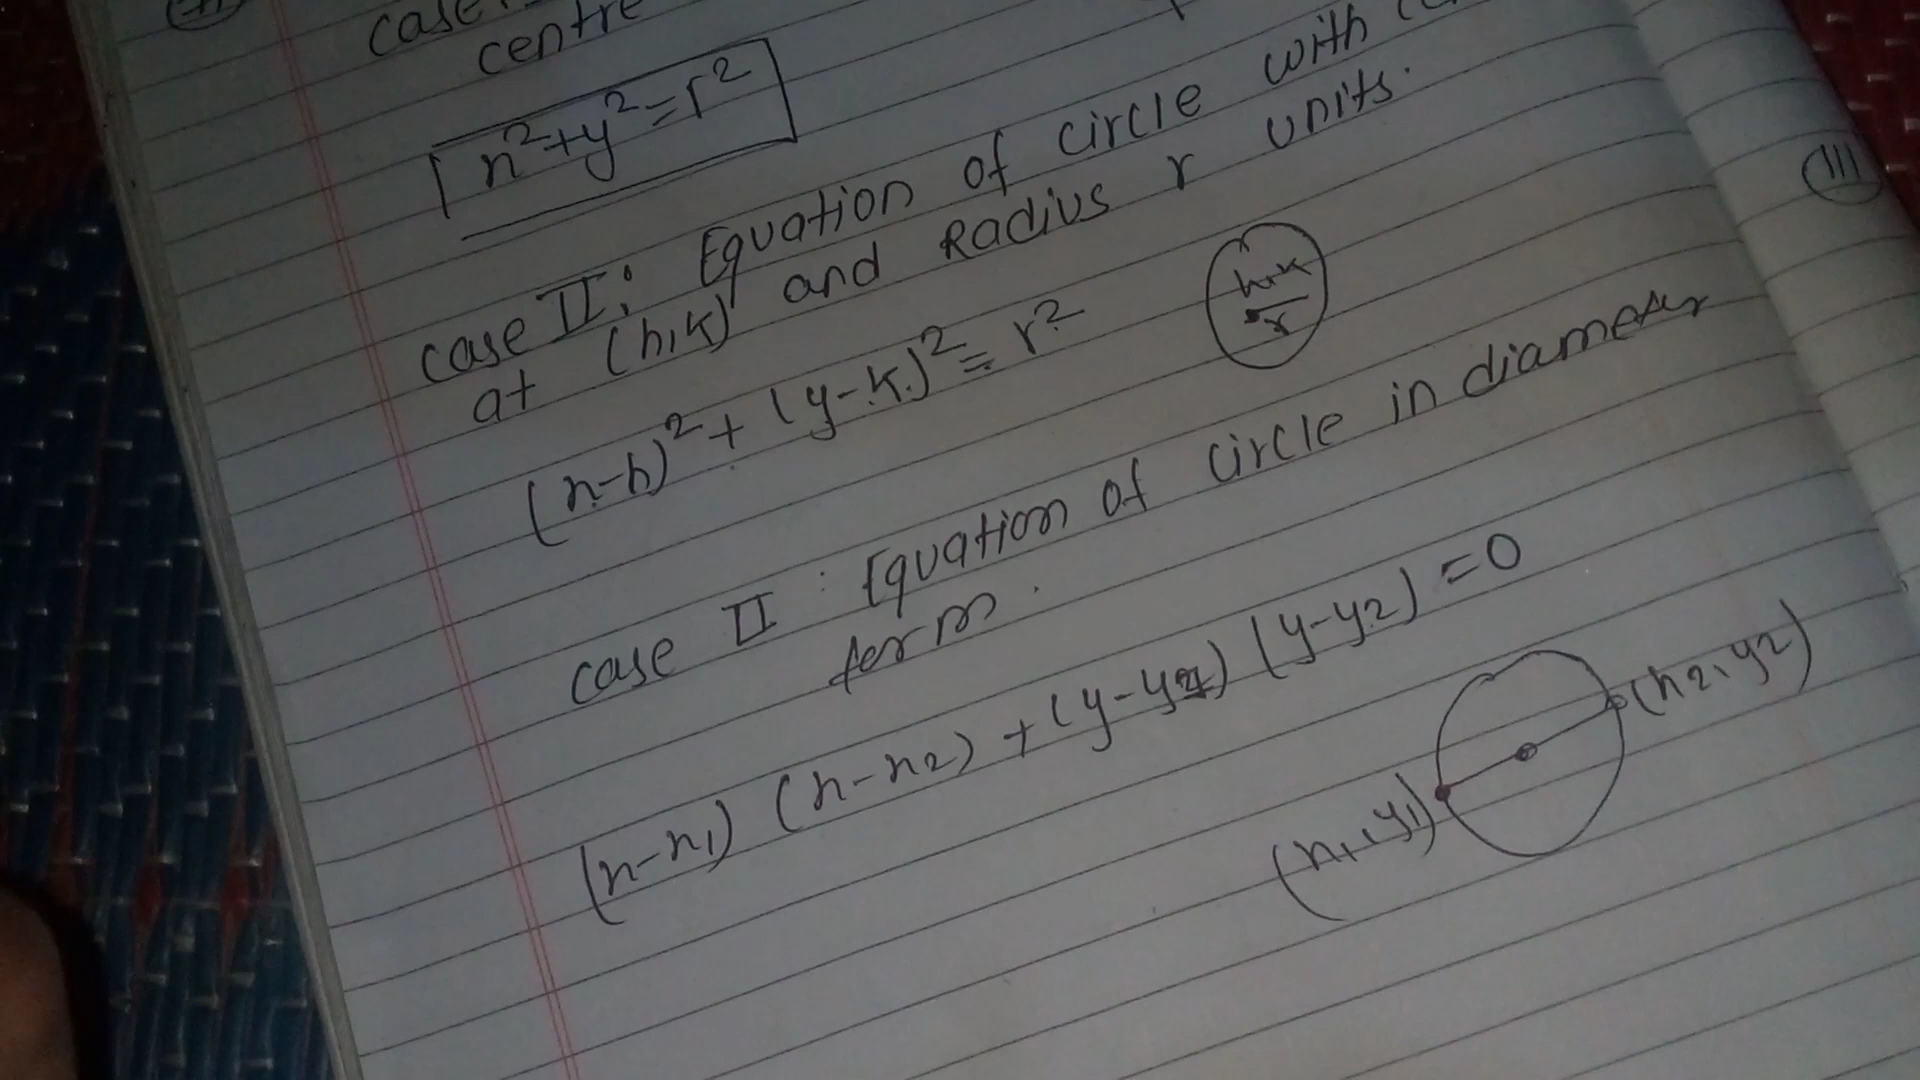 case
centre
x²+y²=r²
case II: Equation of circle with
at (h,k) and Radius r units.
(x-h)²+(y-k)²=r²
h,k
r
case II : Equation of circle in diameter
form.
(x-x1) (x-x2) + (y-y1) (y-y2) =0
(x2,y2)
(x1,y1)
III